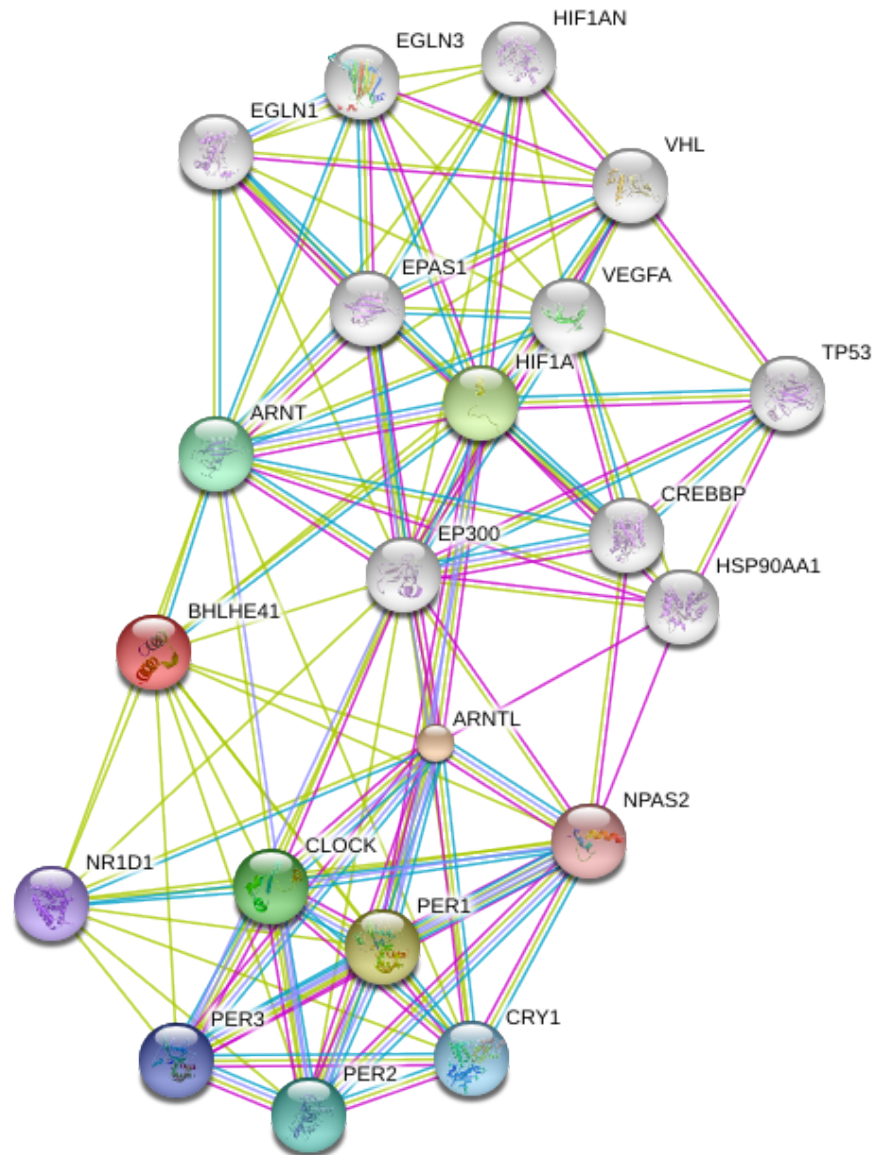 HIF1AN
EGLN3
EGLN1
VHL
EPAS1
VEGFA
HIF1A
TP53
ARNT
CREBBP
EP300
HSP90AA1
BHLHE41
ARNTL
NPAS2
CLOCK
NR1D1
PER1
PER3
CRY1
PER2